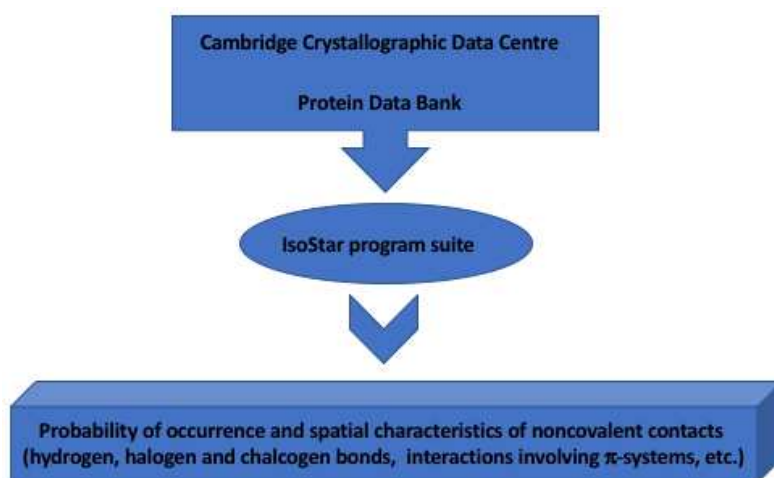 Cambridge Crystallographic Data Centre
Protein Data Bank
IsoStar program suite
Probability of occurrence and spatial characteristics of noncovalent contacts
(hydrogen, halogen and chalcogen bonds, interactions involving π-systems, etc.)